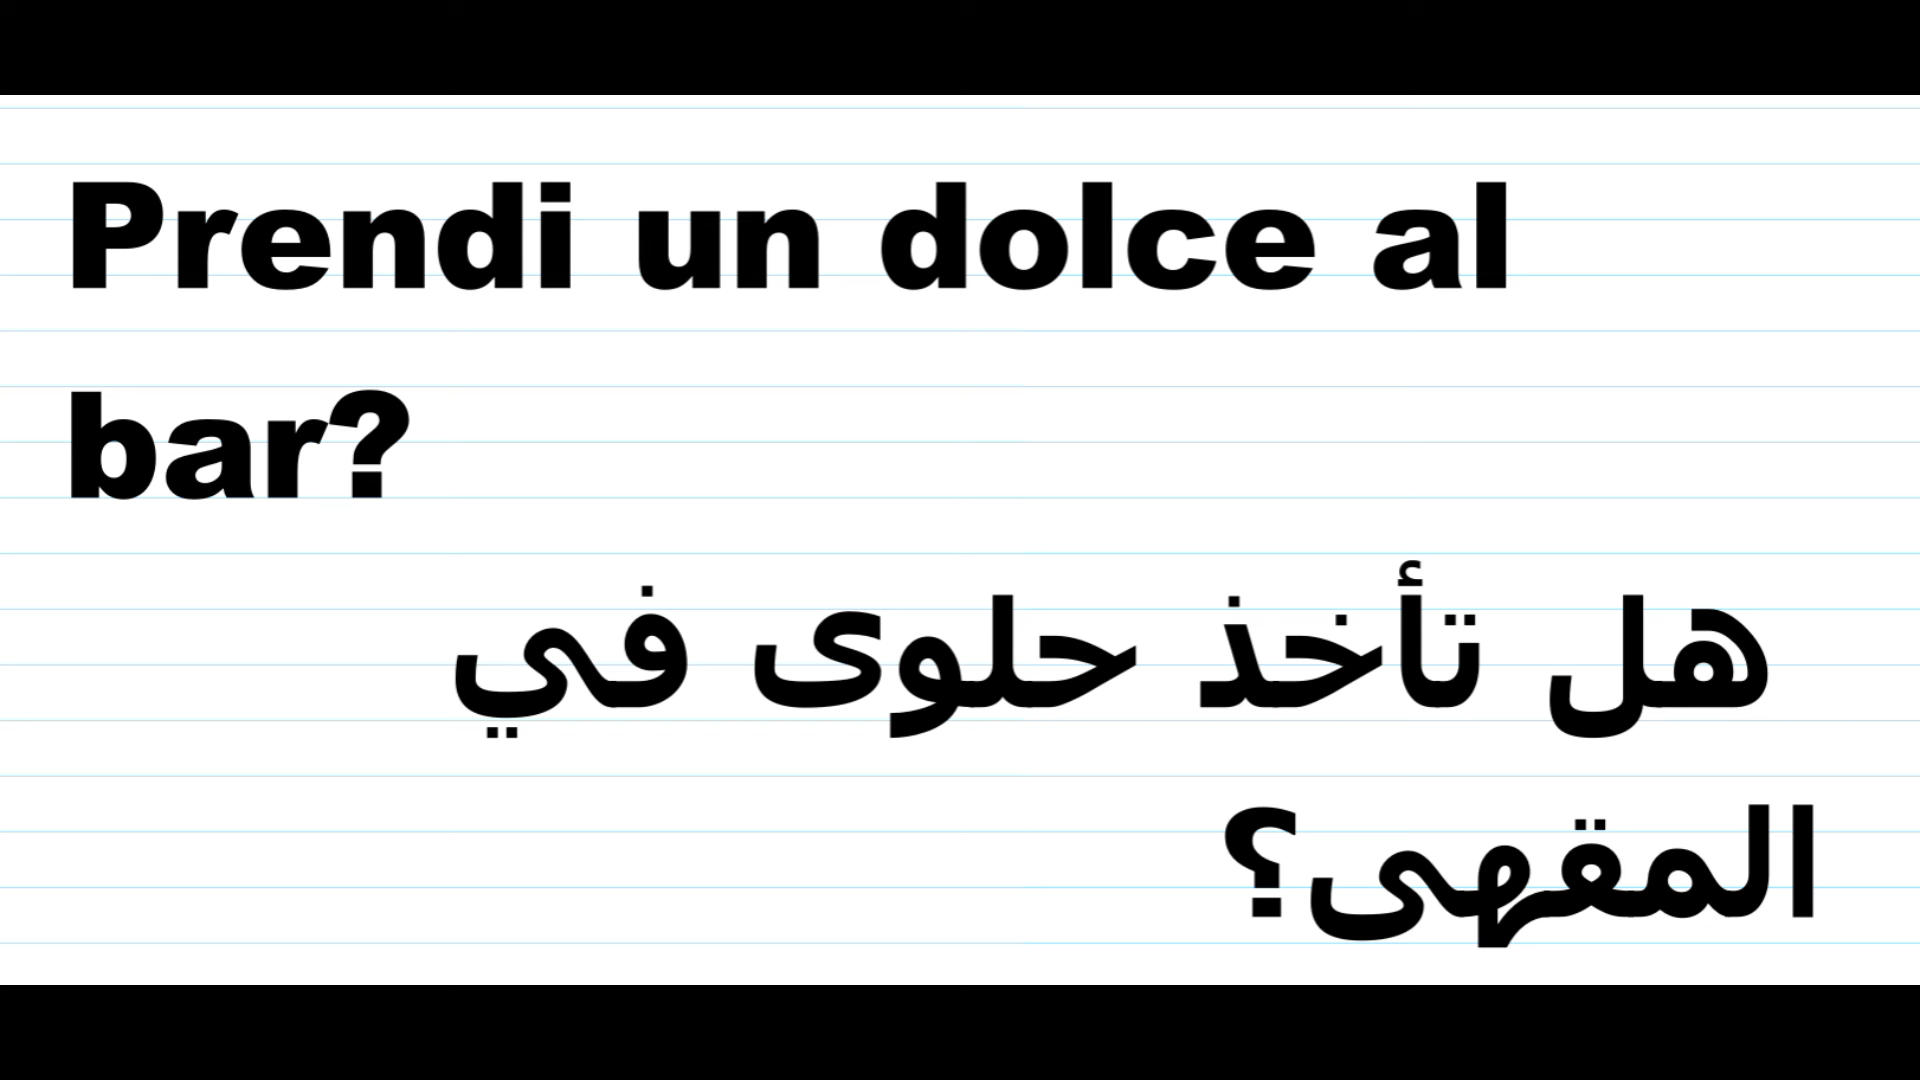 Prendi un dolce al
bar?
هل تأخذ حلوى في
المقهى؟